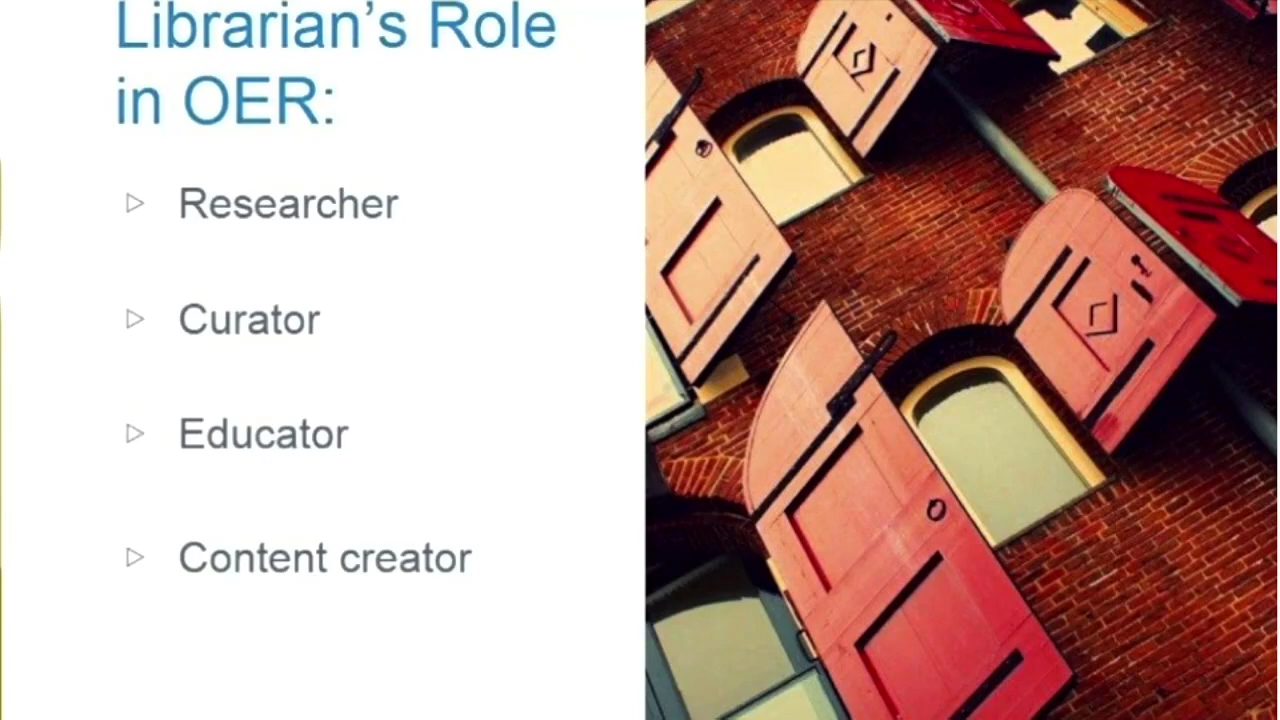 Librarian’s Role
in OER:
Researcher
Curator
Educator
Content creator